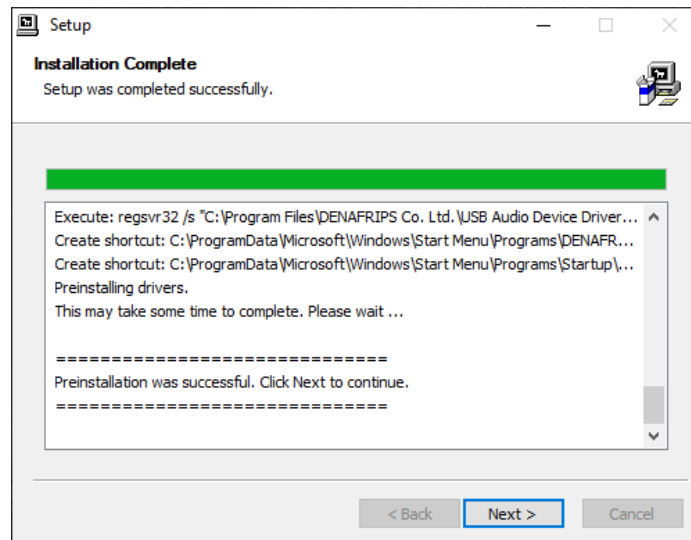 Setup
Installation Complete
Setup was completed successfully.
Execute: regsvr32 /s "C:\Program Files\DENAFRIPS Co. Ltd.\USB Audio Device Driver...
Create shortcut: C:\ProgramData\Microsoft\Windows\Start Menu\Programs\DENAFR...
Create shortcut: C:\ProgramData\Microsoft\Windows\Start Menu\Programs\Startup\...
Preinstalling drivers.
This may take some time to complete. Please wait ...
==============================
Preinstallation was successful. Click Next to continue.
==============================
< Back Next > Cancel